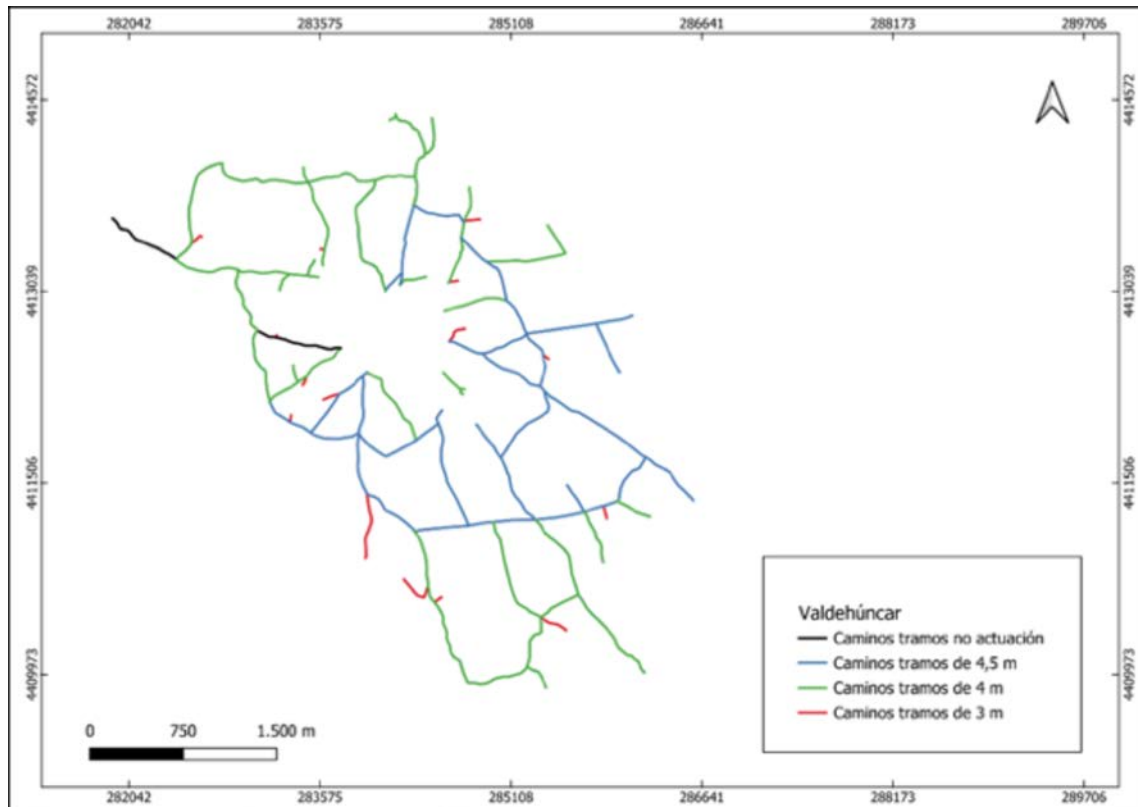 282042 283575 285108 286641 288173 289706
4414572 4414572
4413039 4413039
4411506 4411506
4409973 4409973
Valdehúncar
Caminos tramos no actuación
Caminos tramos de 4,5 m
Caminos tramos de 4 m
Caminos tramos de 3 m
0 750 1.500 m
282042 283575 285108 286641 288173 289706